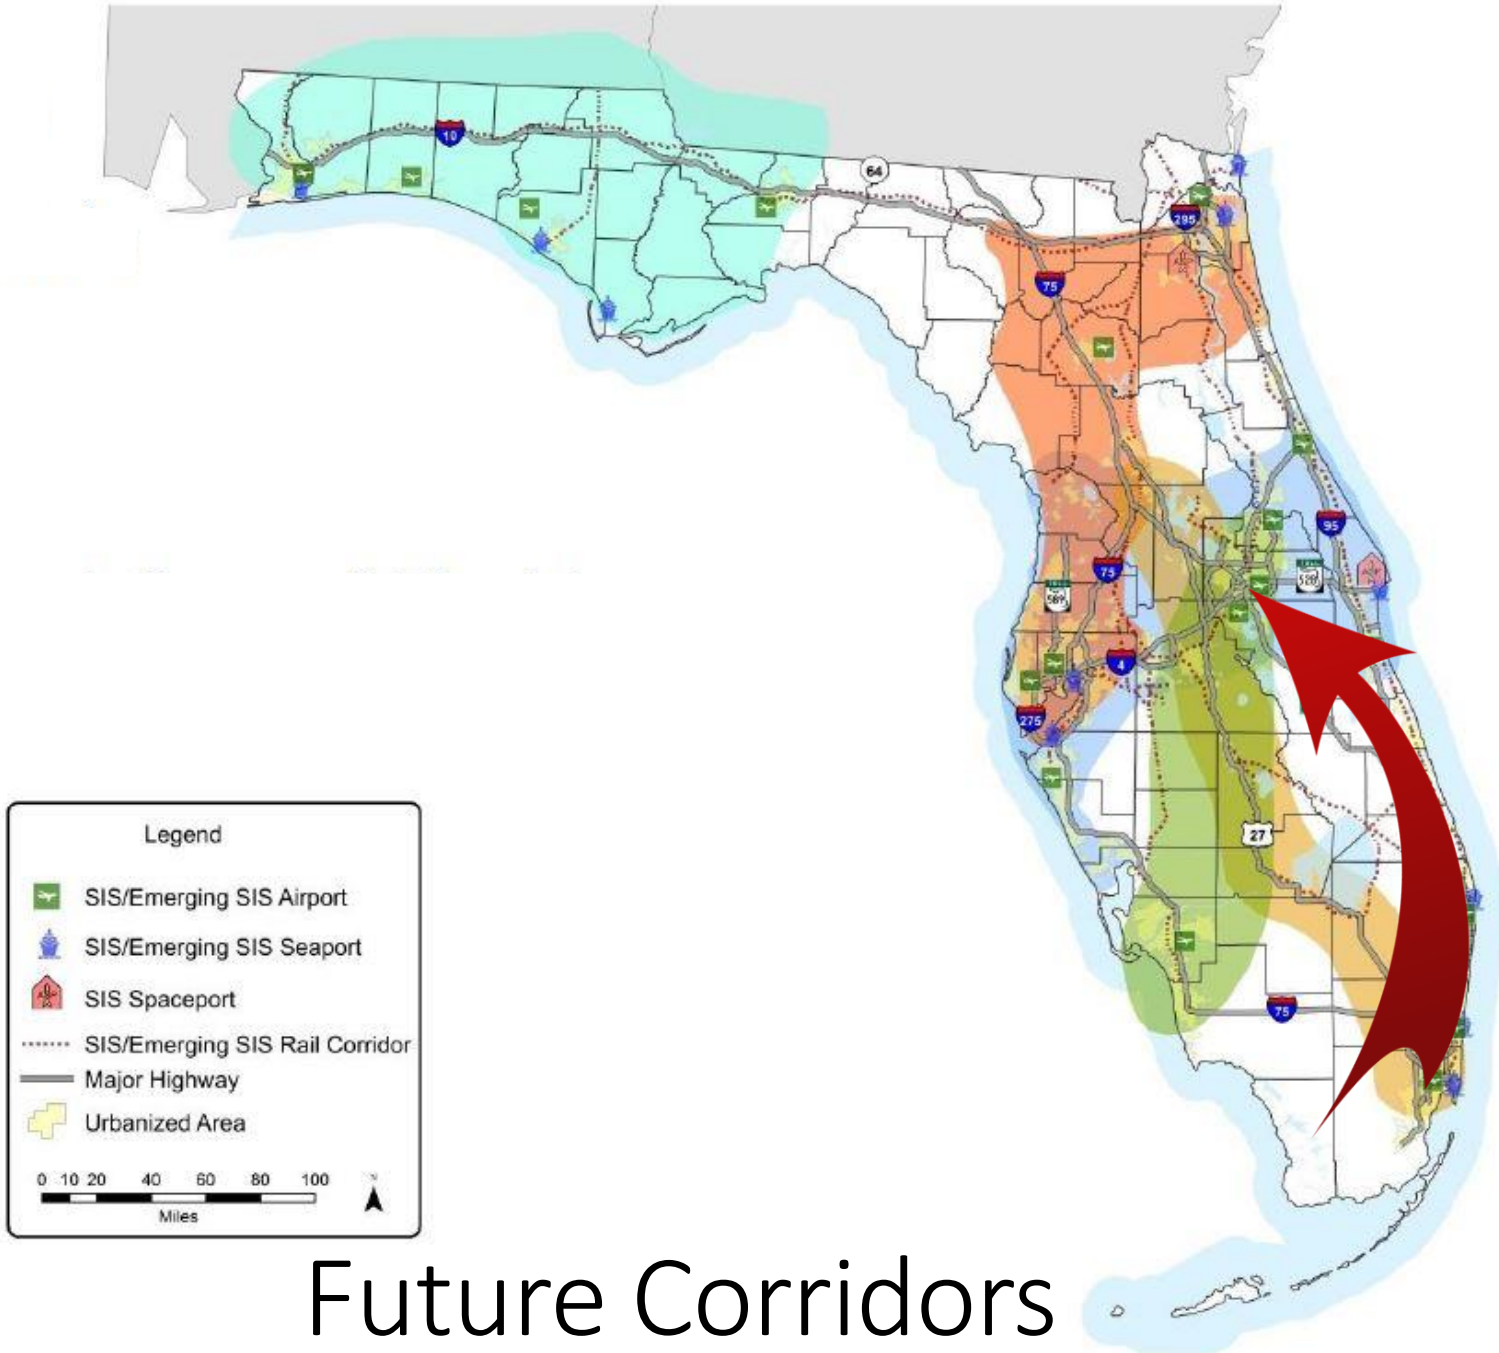 10
64
295
75
95
75
528
589
4
275
27
75
Legend
SIS/Emerging SIS Airport
SIS/Emerging SIS Seaport
SIS Spaceport
SIS/Emerging SIS Rail Corridor
Major Highway
Urbanized Area
0 10 20 40 60 80 100
Miles
N
Future Corridors